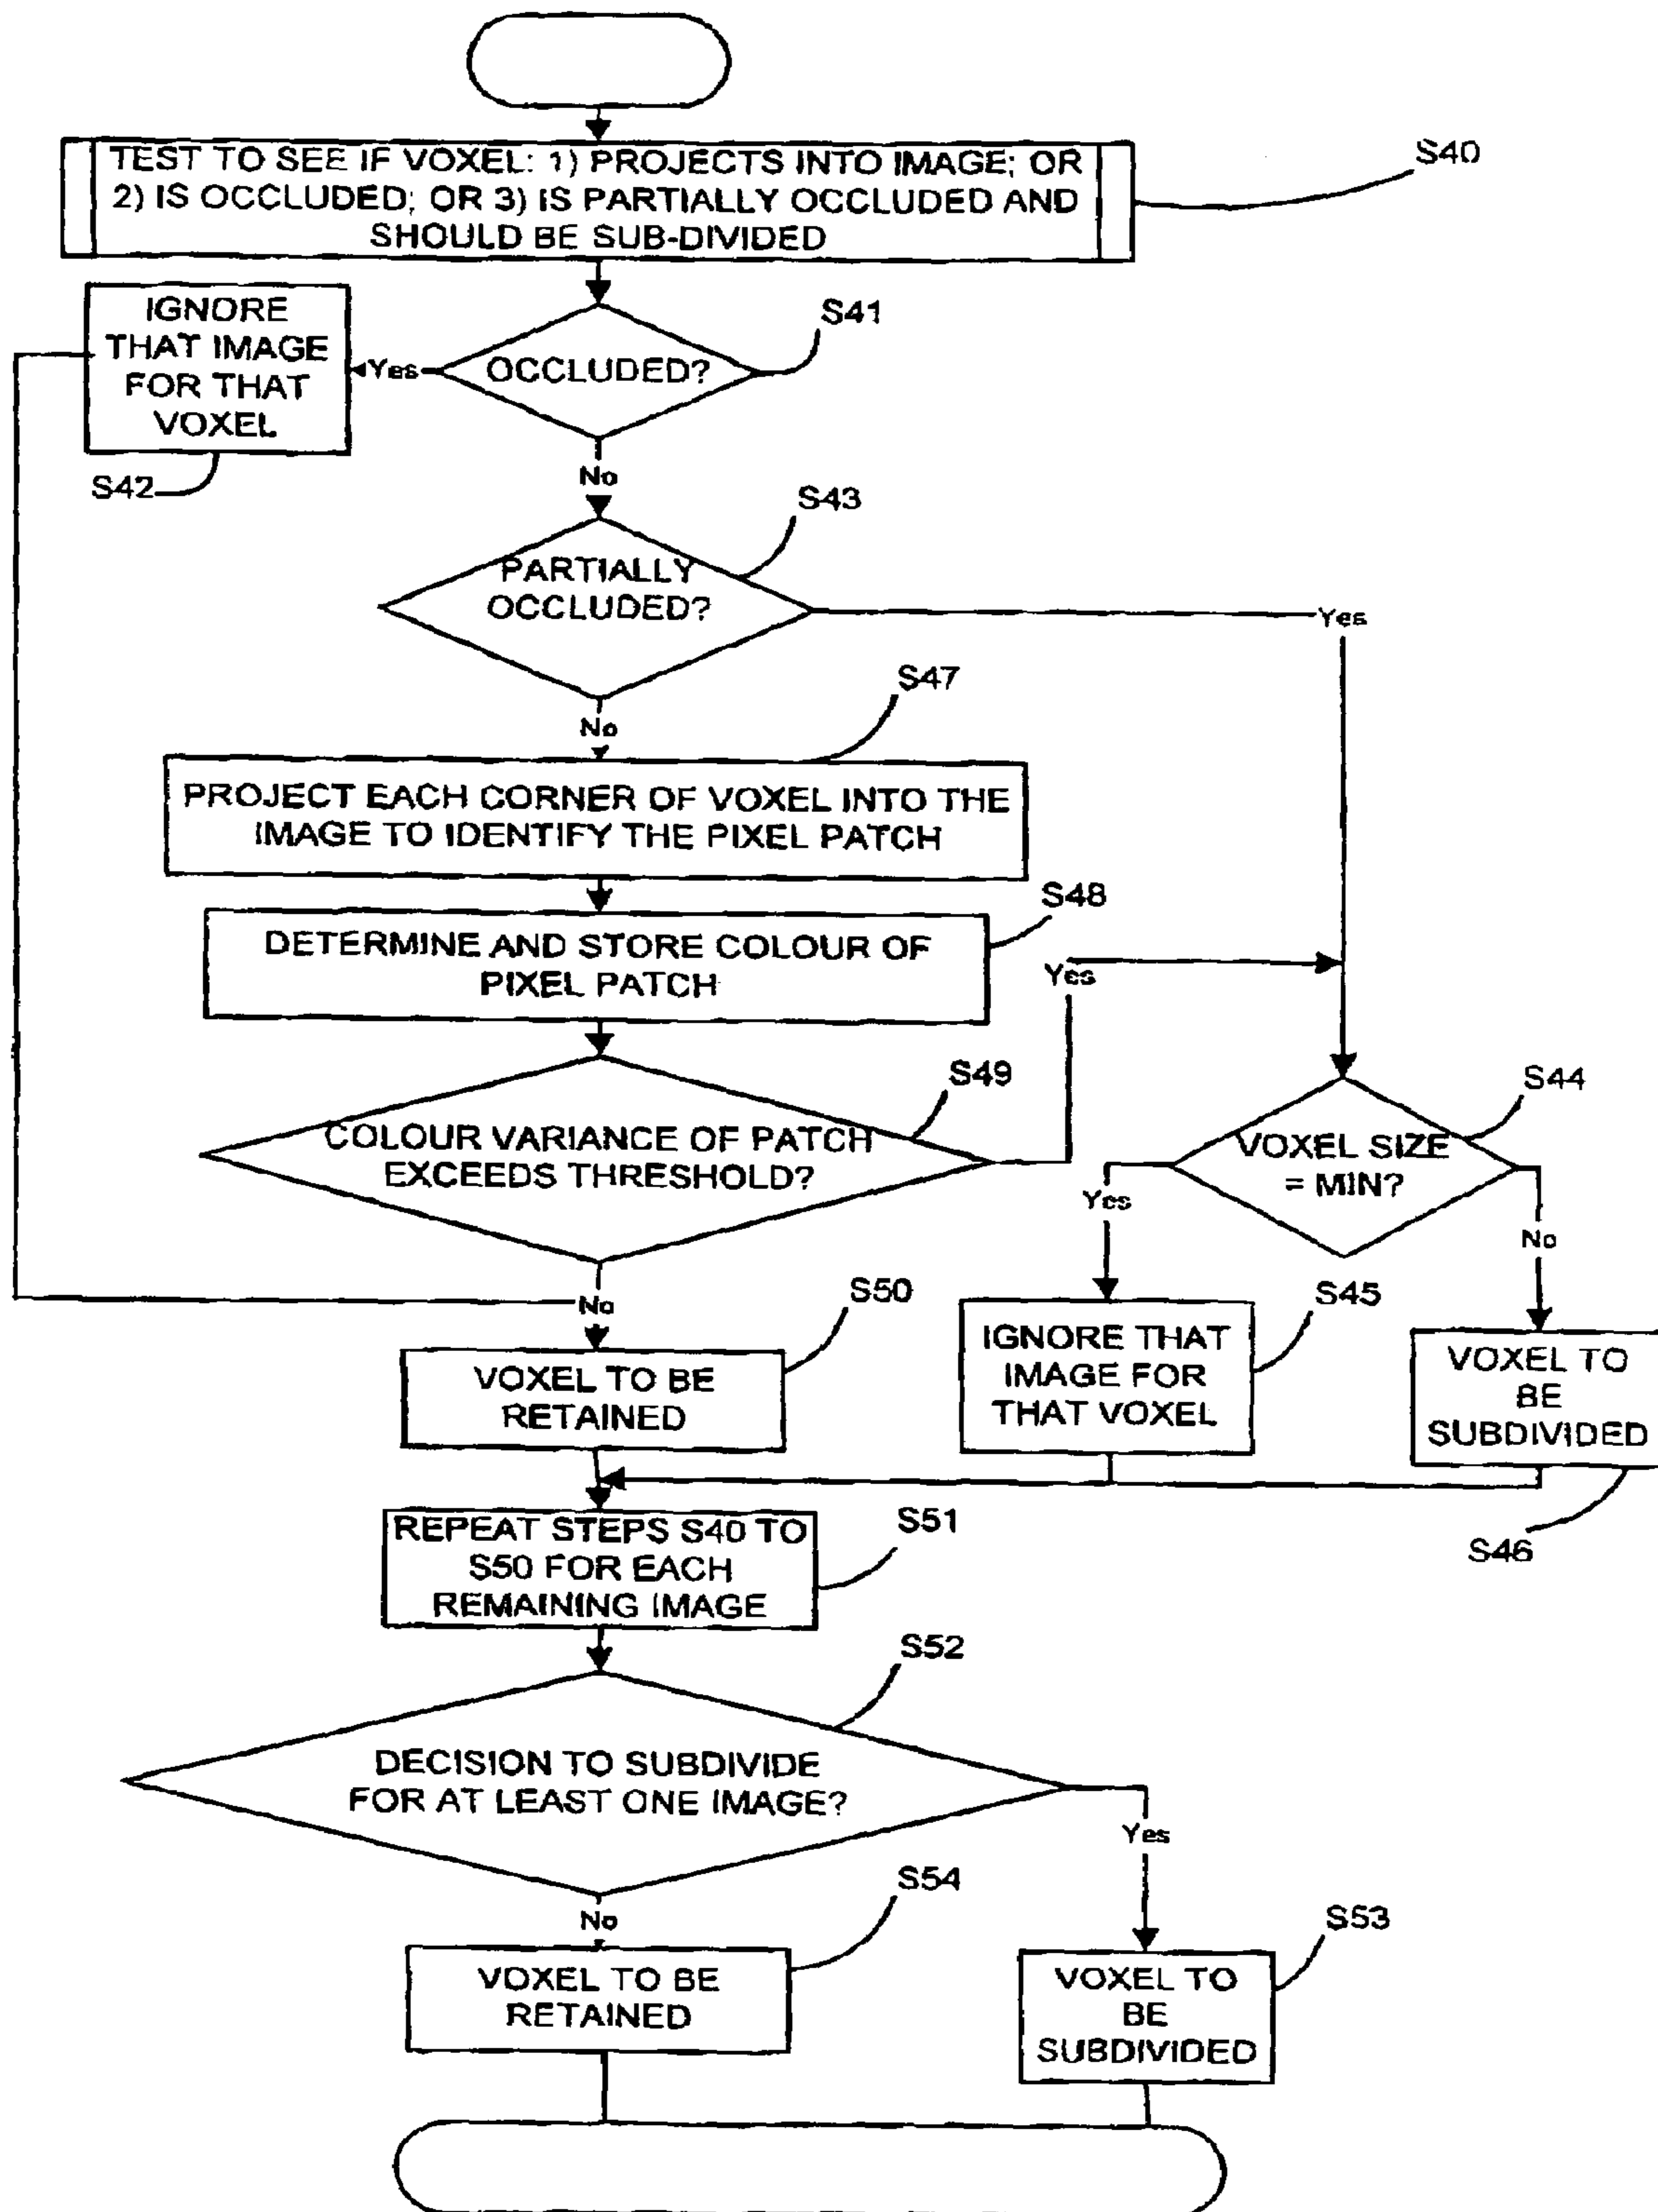 TEST TO SEE IF VOXEL: 1) PROJECTS INTO IMAGE; OR
2) IS OCCLUDED; OR 3) IS PARTIALLY OCCLUDED AND
SHOULD BE SUB-DIVIDED
S40
IGNORE
THAT IMAGE
FOR THAT
VOXEL
S42
Yes
OCCLUDED?
S41
No
PARTIALLY
OCCLUDED?
S43
Yes
No
S47
PROJECT EACH CORNER OF VOXEL INTO THE
IMAGE TO IDENTIFY THE PIXEL PATCH
S48
DETERMINE AND STORE COLOUR OF
PIXEL PATCH
Yes
S49
COLOUR VARIANCE OF PATCH
EXCEEDS THRESHOLD?
S44
VOXEL SIZE
= MIN?
Yes
No
No
S50
VOXEL TO BE
RETAINED
S45
IGNORE THAT
IMAGE FOR
THAT VOXEL
VOXEL TO
BE
SUBDIVIDED
S46
REPEAT STEPS S40 TO
S50 FOR EACH
REMAINING IMAGE
S51
S52
DECISION TO SUBDIVIDE
FOR AT LEAST ONE IMAGE?
Yes
No
S54
VOXEL TO BE
RETAINED
S53
VOXEL TO
BE
SUBDIVIDED